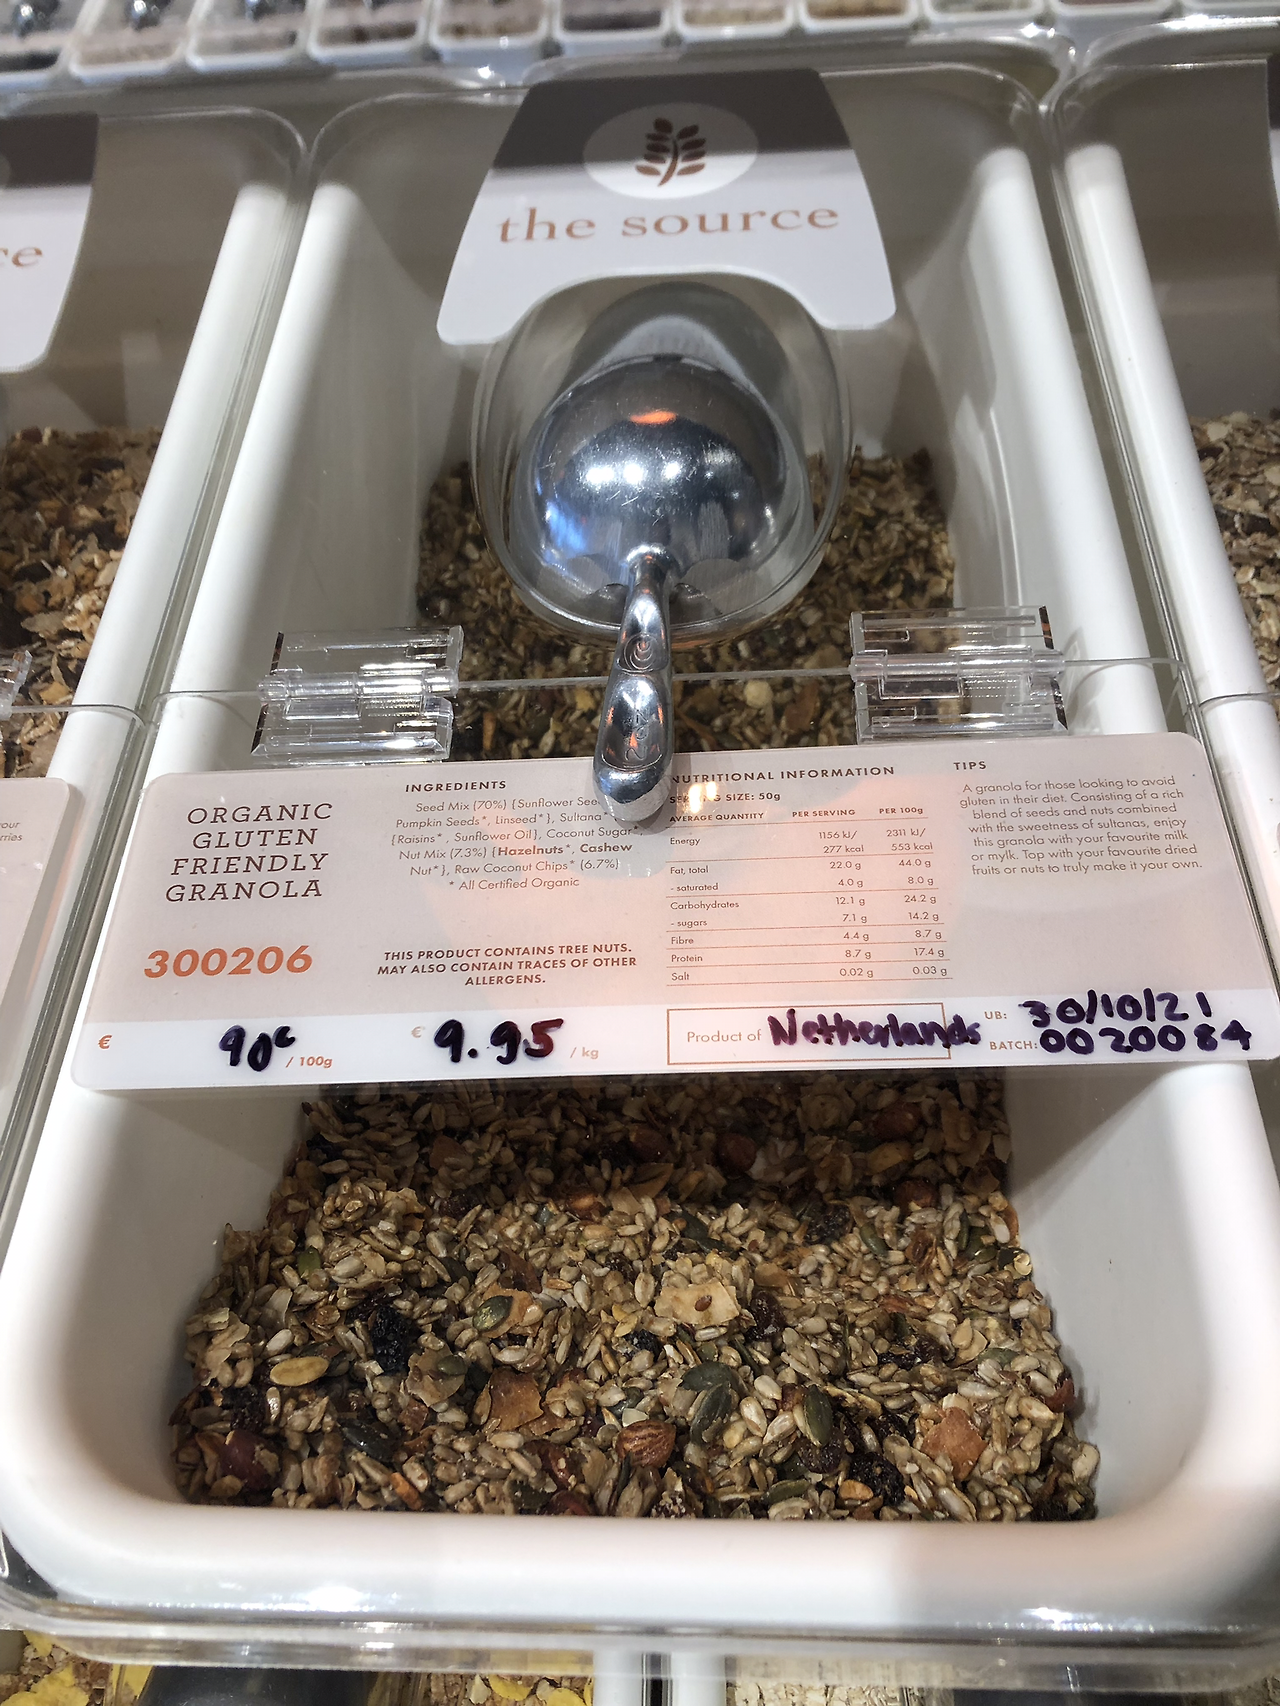 the source
ce
our
rries
ORGANIC
GLUTEN
FRIENDLY
GRANOLA
300206
INGREDIENTS
Seed Mix (70%) {Sunflower See
Pumpkin Seeds*, Linseed*}, Sultana*
{Raisins*, Sunflower Oil}, Coconut Sugar*,
Nut Mix (7.3%) {Hazelnuts*, Cashew
Nut*}, Raw Coconut Chips* (6.7%)
* All Certified Organic
THIS PRODUCT CONTAINS TREE NUTS.
MAY ALSO CONTAIN TRACES OF OTHER
ALLERGENS.
NUTRITIONAL INFORMATION
SIZE: 50g
AVERAGE QUANTITY PER SERVING PER 100g
Energy 1156 kJ/ 2311 kJ/
277 kcal 553 kcal
Fat, total 22.0 g 44.0 g
- saturated 4.0 g 8.0 g
Carbohydrates 12.1 g 24.2 g
- sugars 7.1 g 14.2 g
Fibre 4.4 g 8.7 g
Protein 8.7 g 17.4 g
Salt 0.02 g 0.03 g
TIPS
A granola for those looking to avoid
gluten in their diet. Consisting of a rich
blend of seeds and nuts combined
with the sweetness of sultanas, enjoy
this granola with your favourite milk
or mylk. Top with your favourite dried
fruits or nuts to truly make it your own.
€ 90c / 100g
€ 9.95 / kg
Product of Netherlands
UB: 30/10/21
BATCH: 0020084